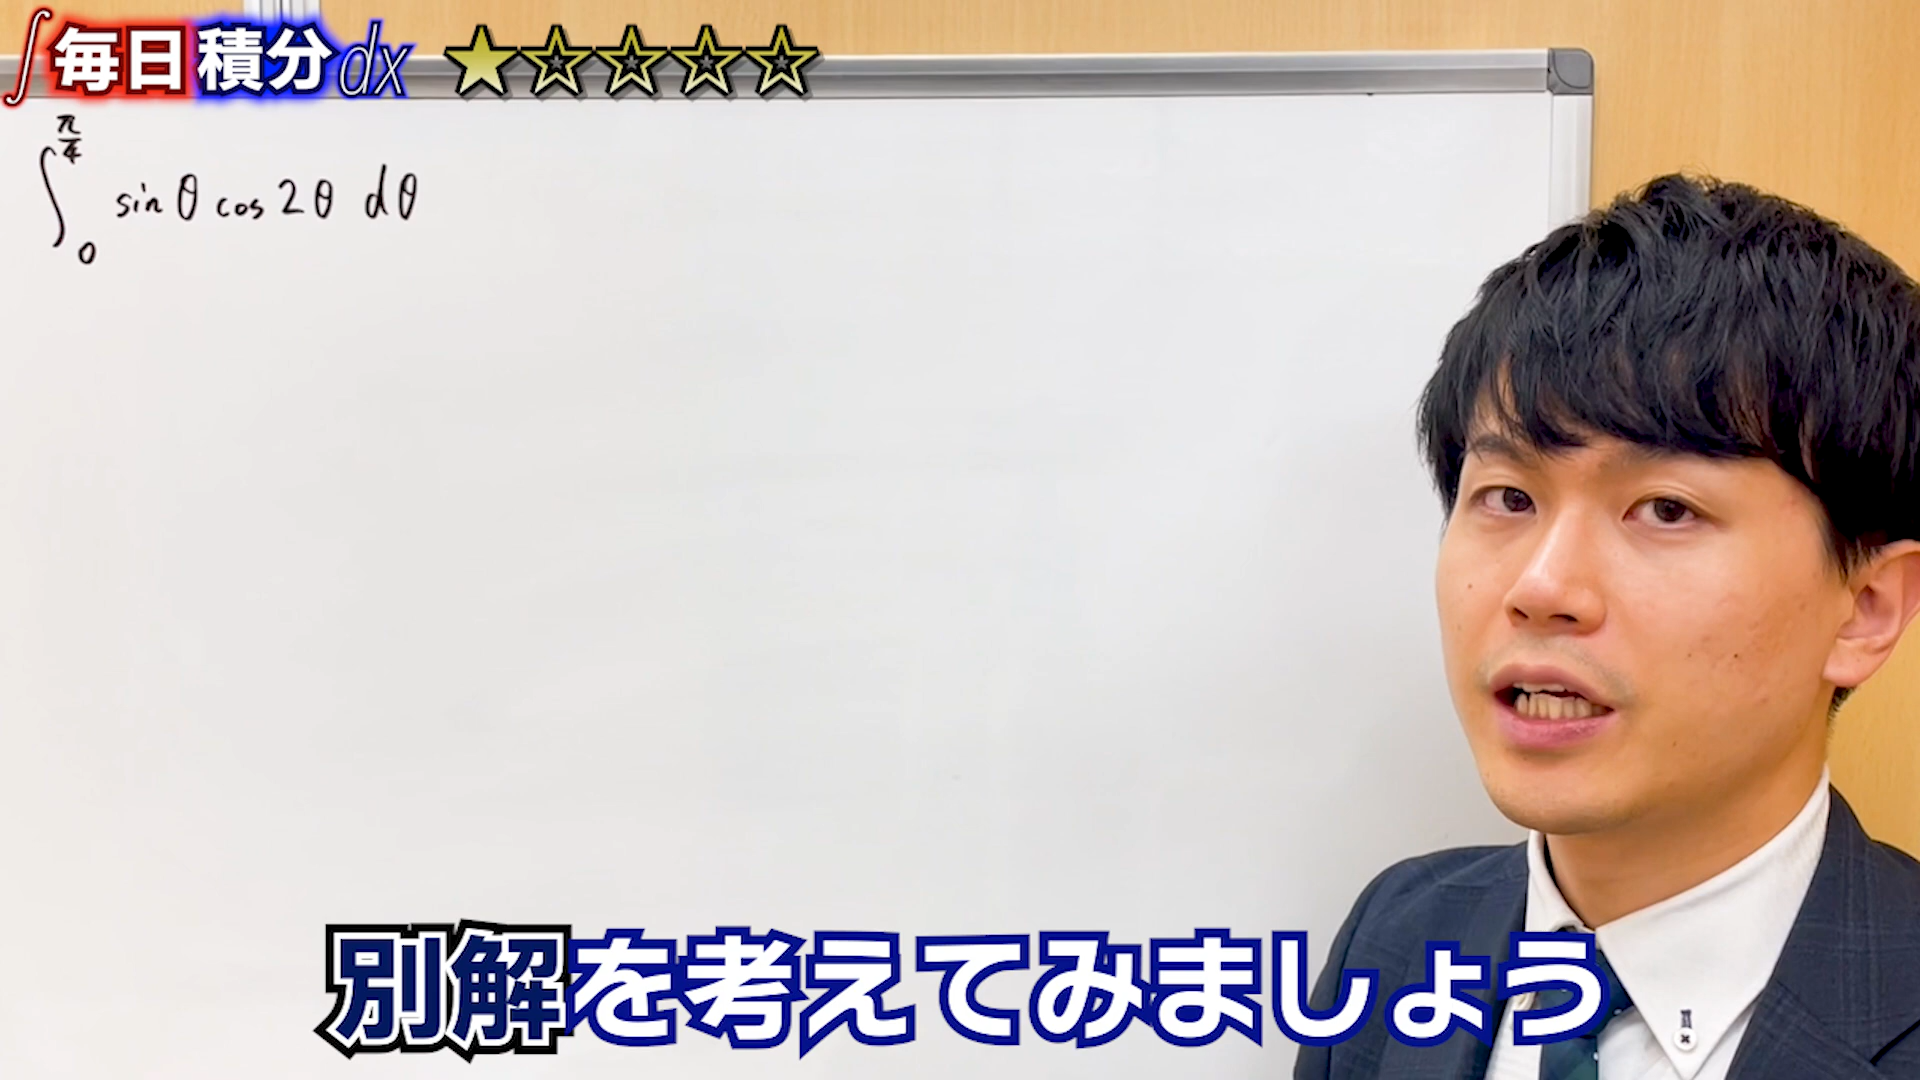 ∫毎日積分dx ★☆☆☆☆
∫₀^{π/4} sinθ cos2θ dθ
別解を考えてみましょう